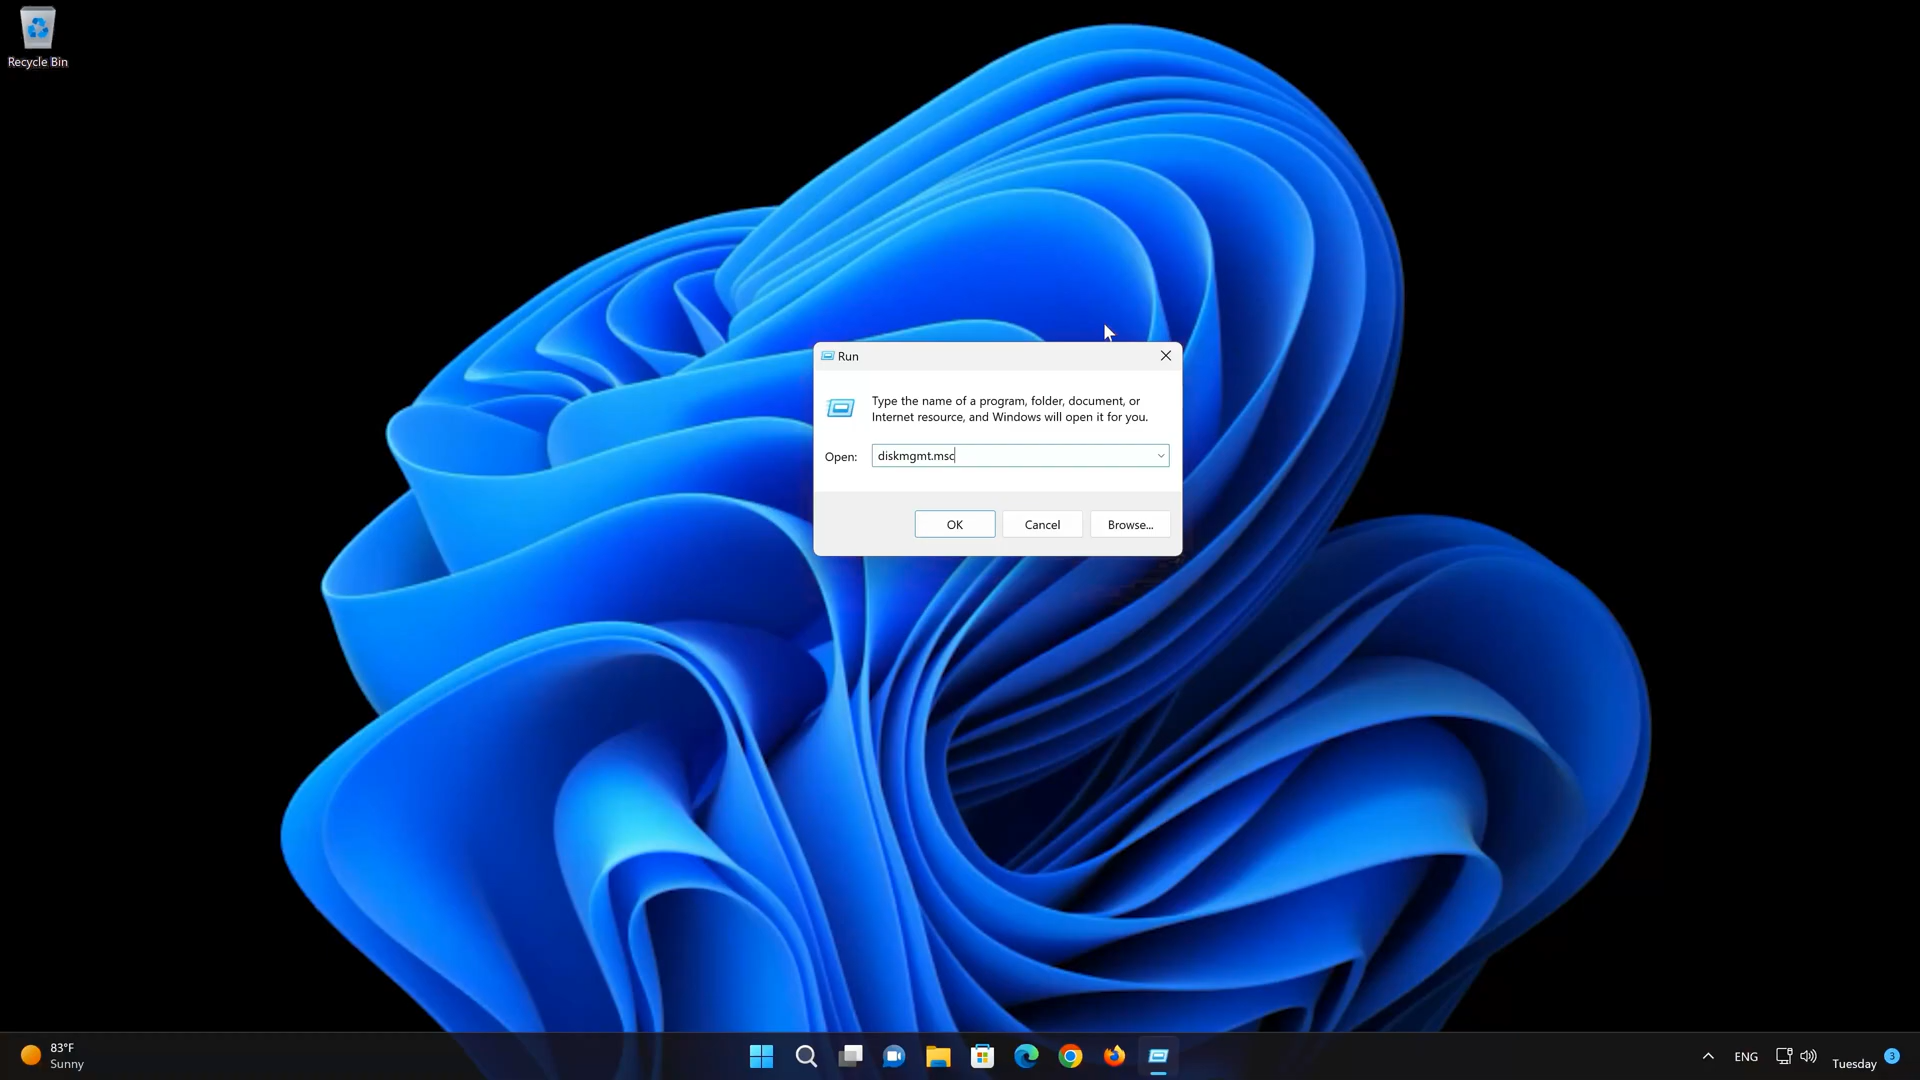 Recycle Bin
Run
Type the name of a program, folder, document, or
Internet resource, and Windows will open it for you.
Open:
diskmgmt.msc
OK
Cancel
Browse...
83°F
Sunny
ENG
Tuesday
3